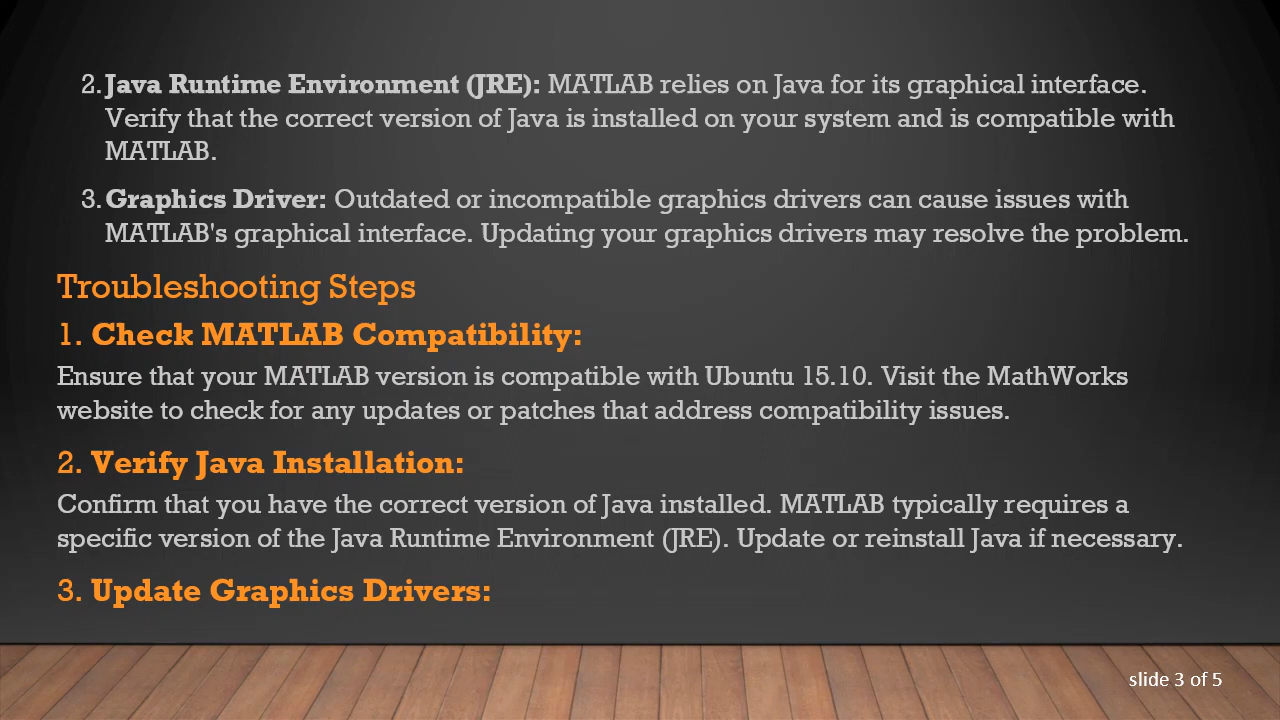 2. Java Runtime Environment (JRE): MATLAB relies on Java for its graphical interface.
Verify that the correct version of Java is installed on your system and is compatible with
MATLAB.
3. Graphics Driver: Outdated or incompatible graphics drivers can cause issues with
MATLAB's graphical interface. Updating your graphics drivers may resolve the problem.
Troubleshooting Steps
1. Check MATLAB Compatibility:
Ensure that your MATLAB version is compatible with Ubuntu 15.10. Visit the MathWorks
website to check for any updates or patches that address compatibility issues.
2. Verify Java Installation:
Confirm that you have the correct version of Java installed. MATLAB typically requires a
specific version of the Java Runtime Environment (JRE). Update or reinstall Java if necessary.
3. Update Graphics Drivers:
slide 3 of 5